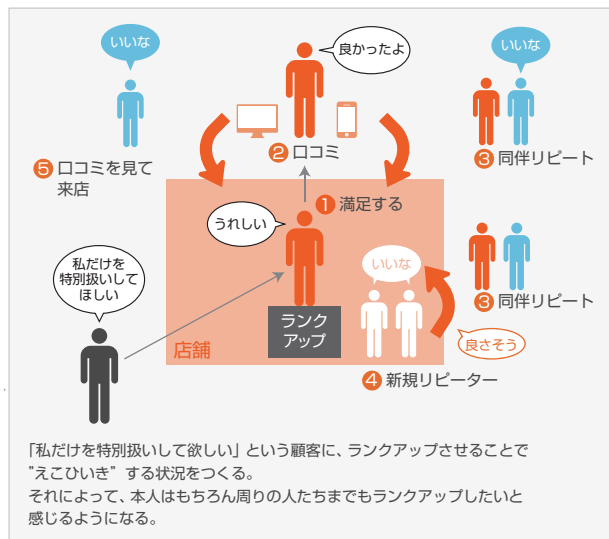 いいな
良かったよ
いいな
❷ 口コミ
❸ 同伴リピート
❺ 口コミを見て
来店
❶ 満足する
うれしい
私だけを
特別扱いして
ほしい
いいな
❸ 同伴リピート
ランク
アップ
店舗
良さそう
❹ 新規リピーター
「私だけを特別扱いして欲しい」という顧客に、ランクアップさせることで
"えこひいき" する状況をつくる。
それによって、本人はもちろん周りの人たちまでもランクアップしたいと
感じるようになる。